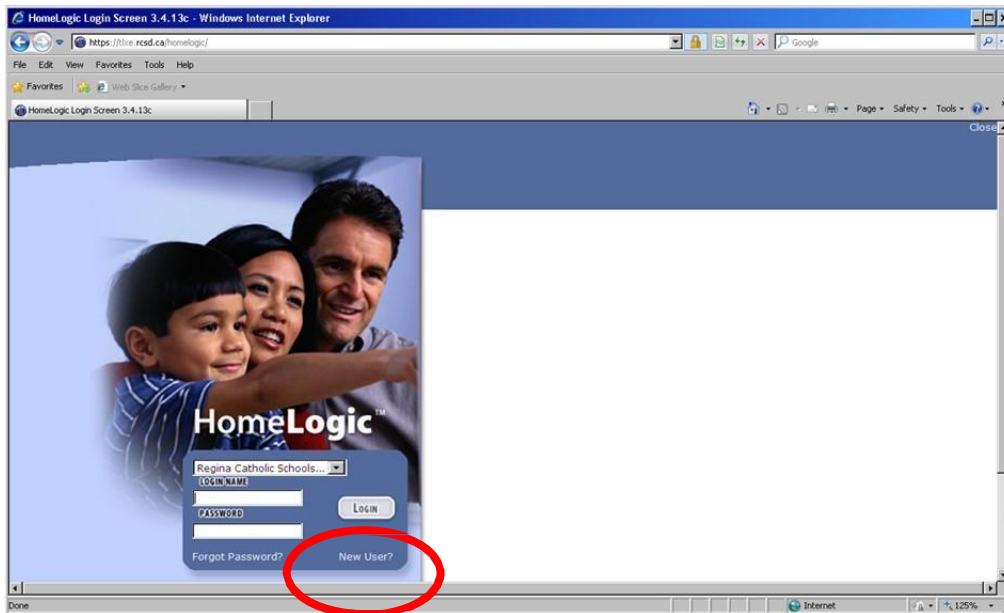 HomeLogic Login Screen 3.4.13c - Windows Internet Explorer
https://tlxe.rcsd.ca/homelogic/
Google
File Edit View Favorites Tools Help
Favorites Web Slice Gallery
HomeLogic Login Screen 3.4.13c
Page Safety Tools
Close
HomeLogic™
Regina Catholic Schools...
LOGIN NAME
PASSWORD
LOGIN
Forgot Password? New User?
Done Internet 125%